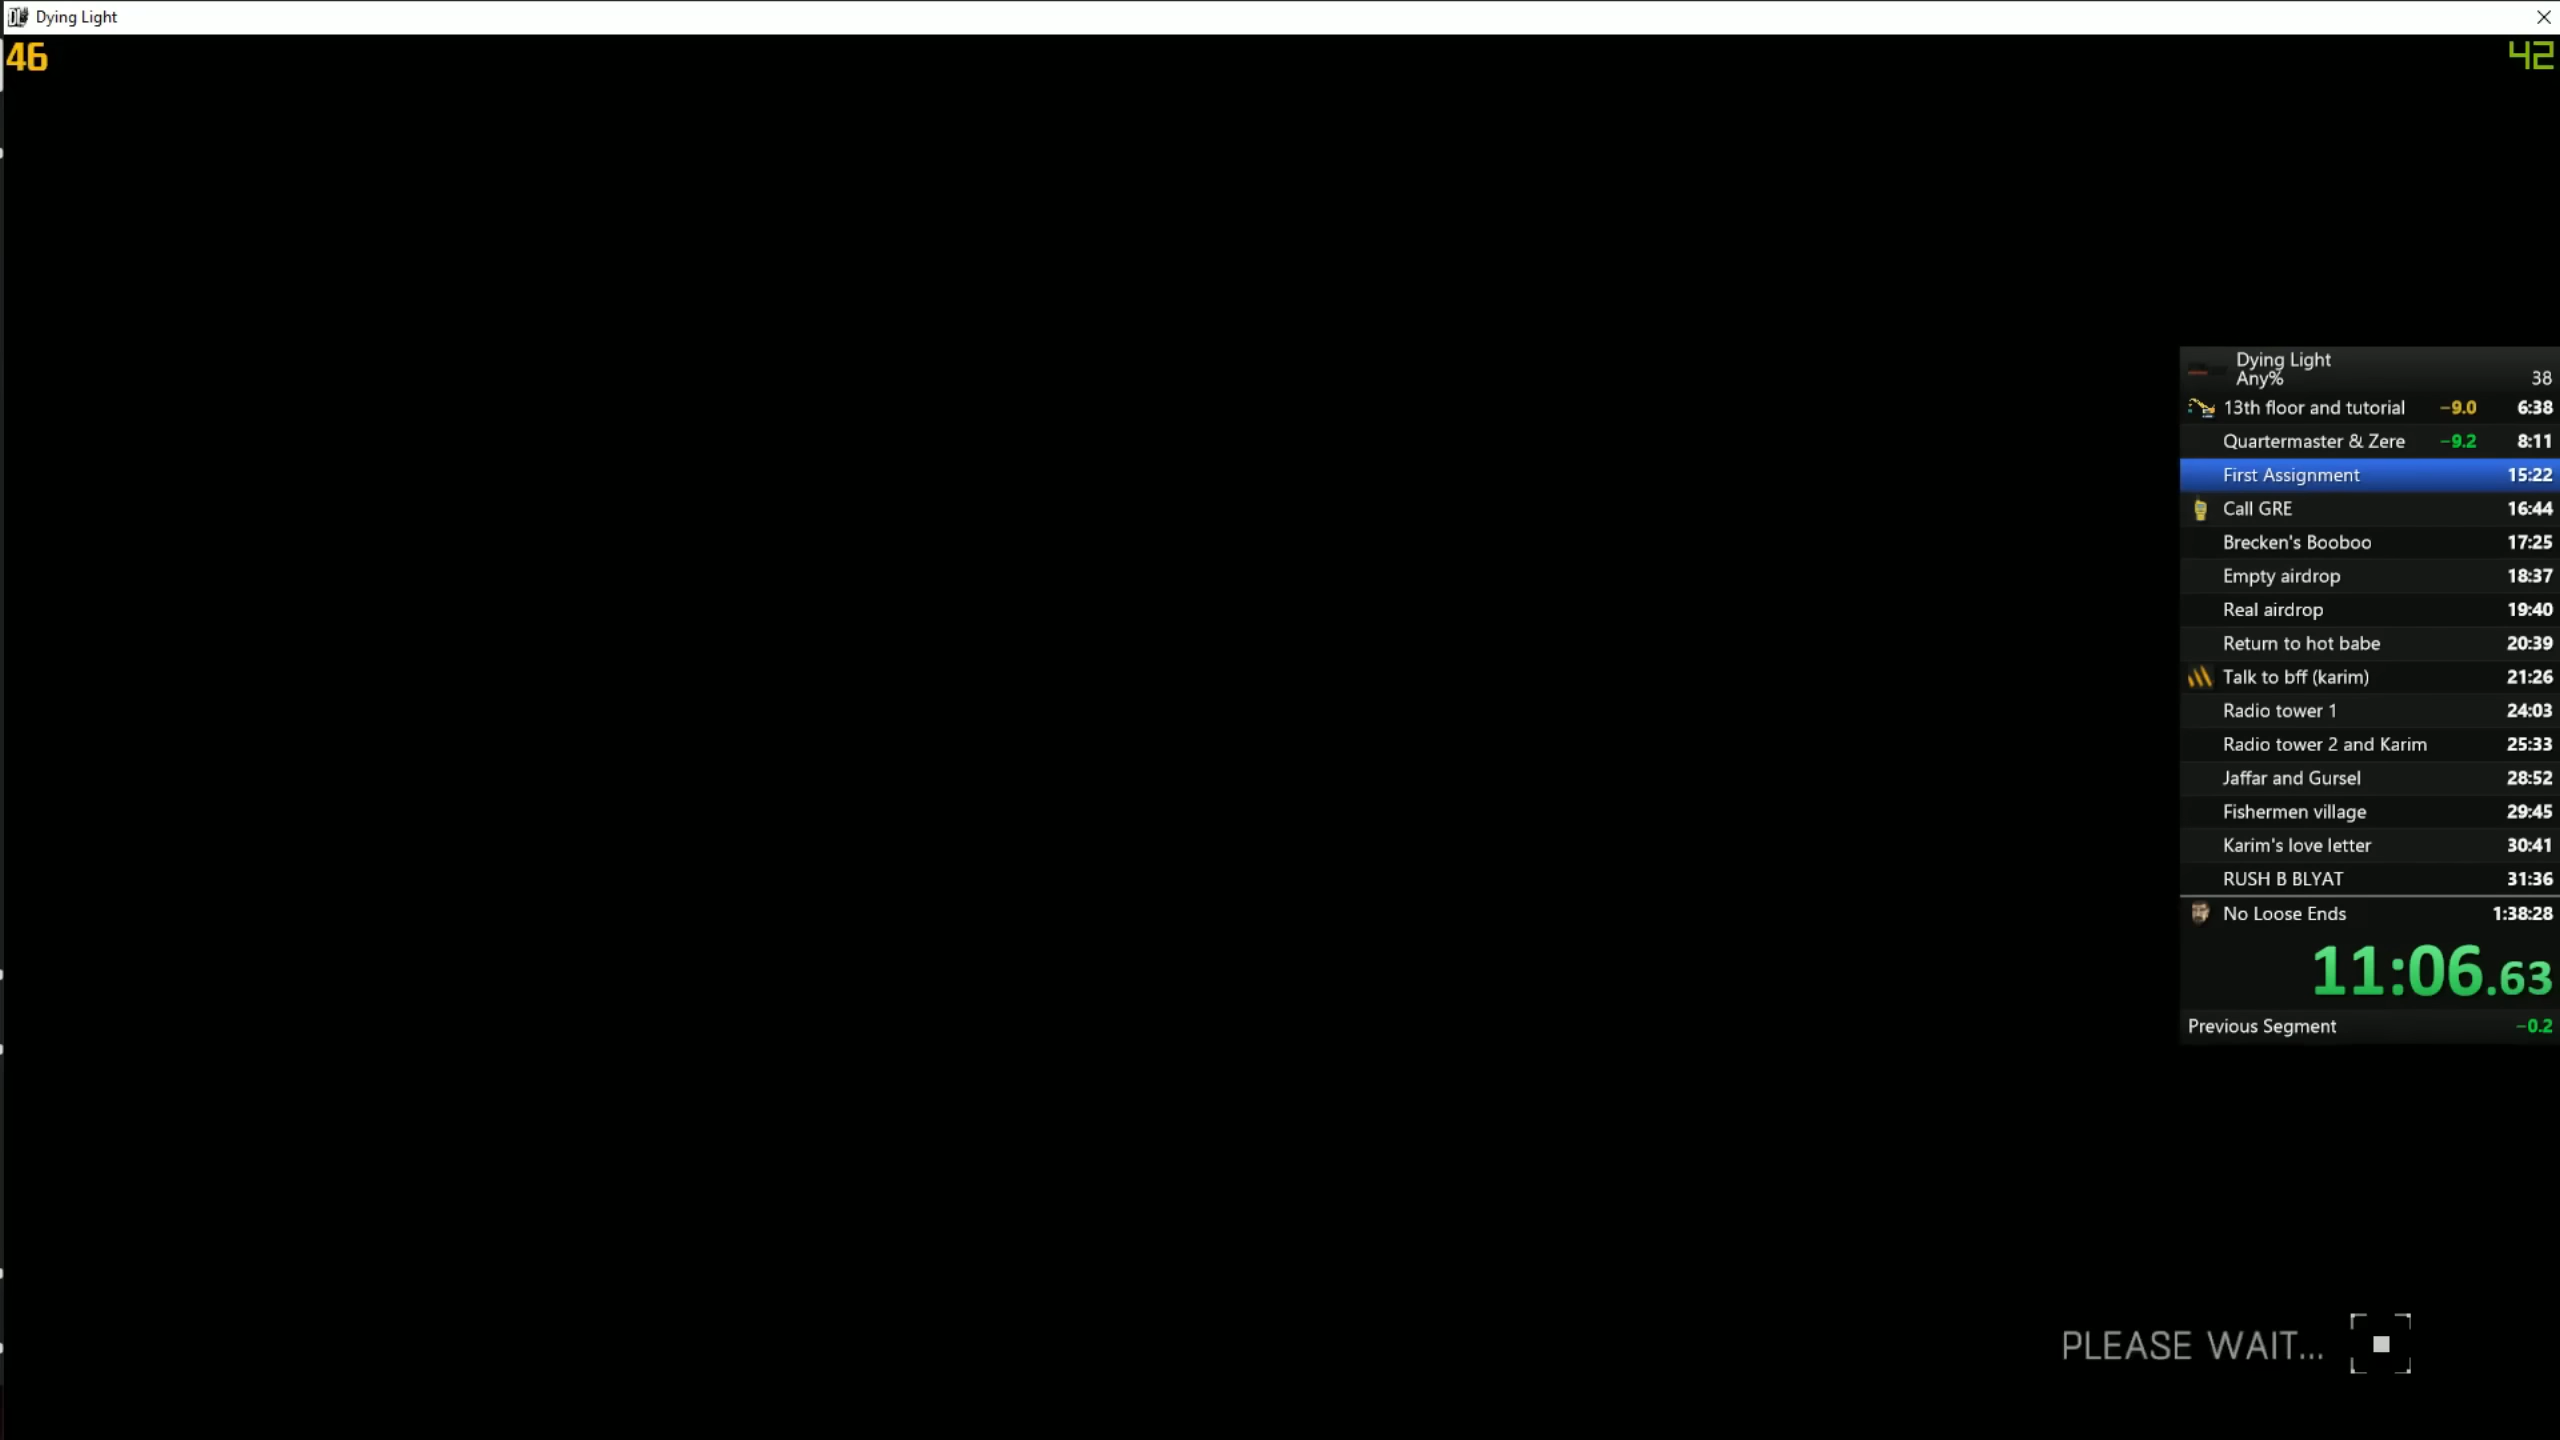 Dying Light
46
42
Dying Light
Any%
38
13th floor and tutorial −9.0 6:38
Quartermaster & Zere −9.2 8:11
First Assignment 15:22
Call GRE 16:44
Brecken's Booboo 17:25
Empty airdrop 18:37
Real airdrop 19:40
Return to hot babe 20:39
Talk to bff (karim) 21:26
Radio tower 1 24:03
Radio tower 2 and Karim 25:33
Jaffar and Gursel 28:52
Fishermen village 29:45
Karim's love letter 30:41
RUSH B BLYAT 31:36
No Loose Ends 1:38:28
11:06.63
Previous Segment −0.2
PLEASE WAIT...